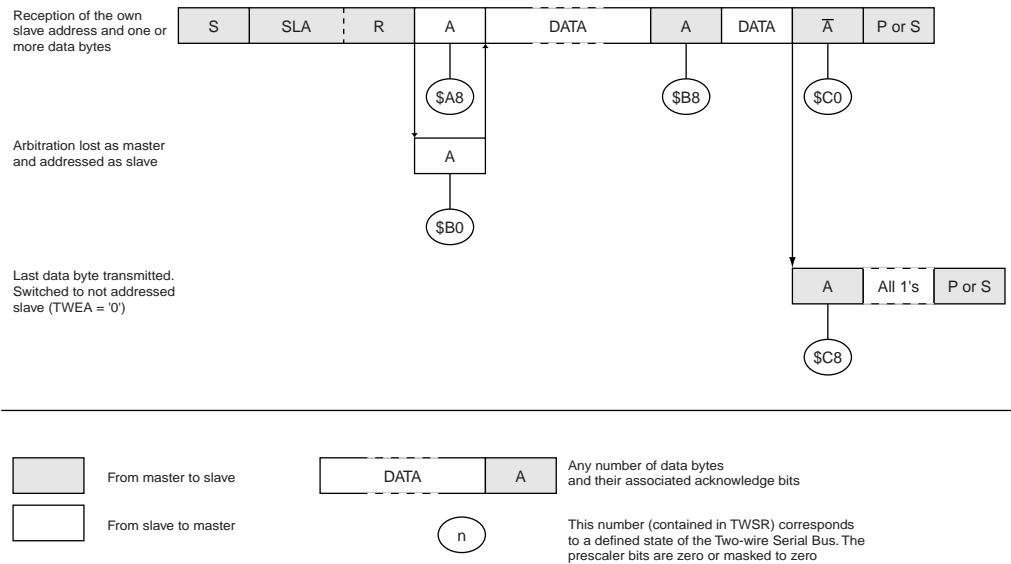 Reception of the own
slave address and one or
more data bytes
S SLA R A DATA A DATA A̅ P or S
$A8 $B8 $C0
Arbitration lost as master
and addressed as slave
A
$B0
Last data byte transmitted.
Switched to not addressed
slave (TWEA = '0')
A All 1's P or S
$C8
From master to slave
DATA A
Any number of data bytes
and their associated acknowledge bits
From slave to master
n
This number (contained in TWSR) corresponds
to a defined state of the Two-wire Serial Bus. The
prescaler bits are zero or masked to zero